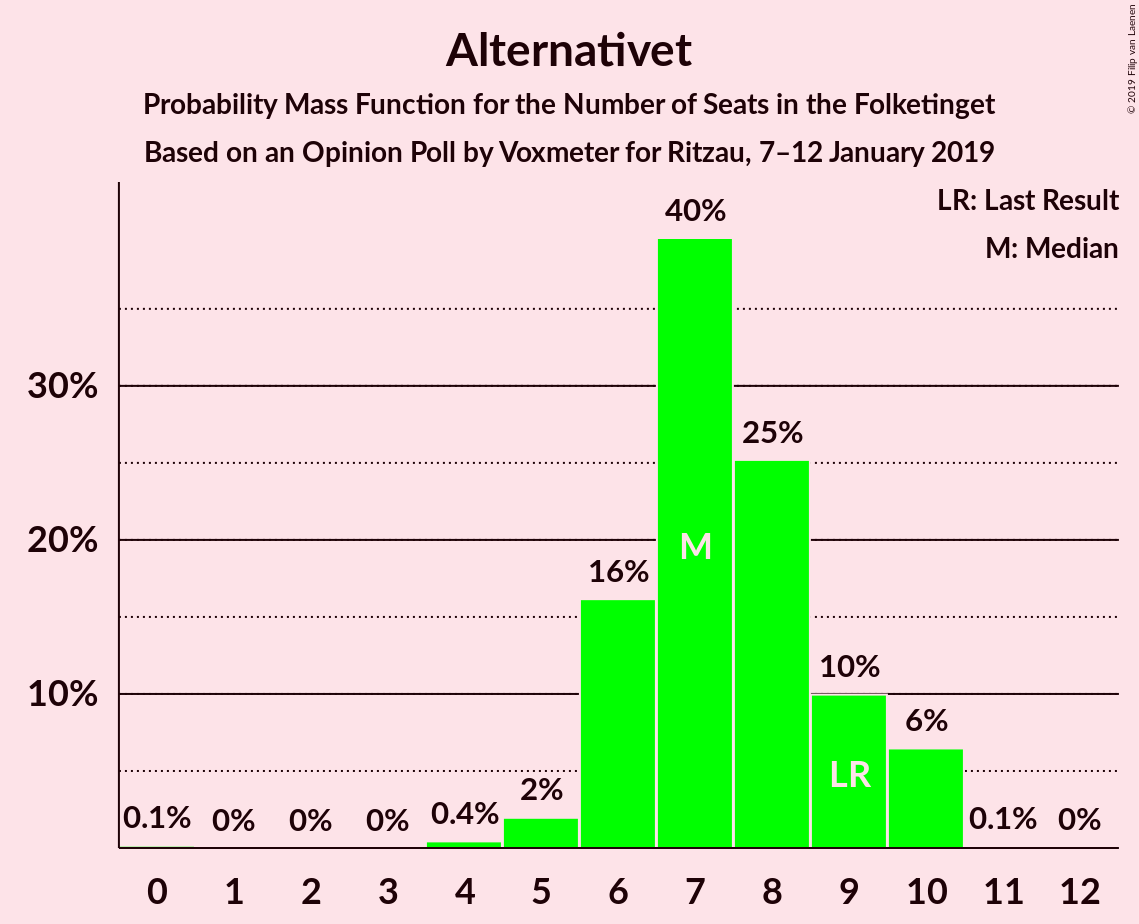 © 2019 Filip van Laenen
Alternativet
Probability Mass Function for the Number of Seats in the Folketinget
Based on an Opinion Poll by Voxmeter for Ritzau, 7–12 January 2019
LR: Last Result
M: Median
40%
30%
25%
20%
M
16%
10%
10%
6%
LR
2%
0.1% 0% 0% 0% 0.4% 0.1% 0%
0 1 2 3 4 5 6 7 8 9 10 11 12